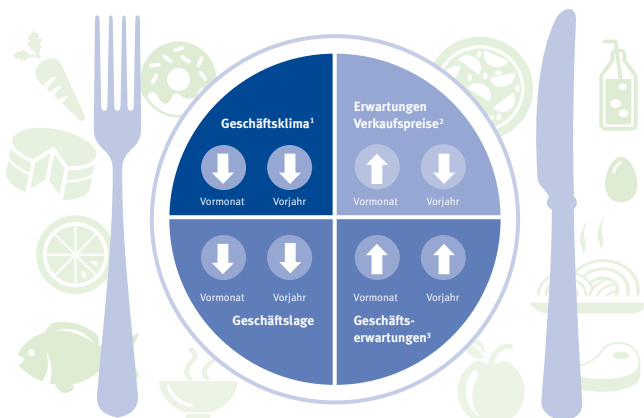 Geschäftsklima¹
Vormonat Vorjahr
Erwartungen
Verkaufspreise²
Vormonat Vorjahr
Vormonat Vorjahr
Geschäftslage
Vormonat Vorjahr
Geschäfts-
erwartungen³